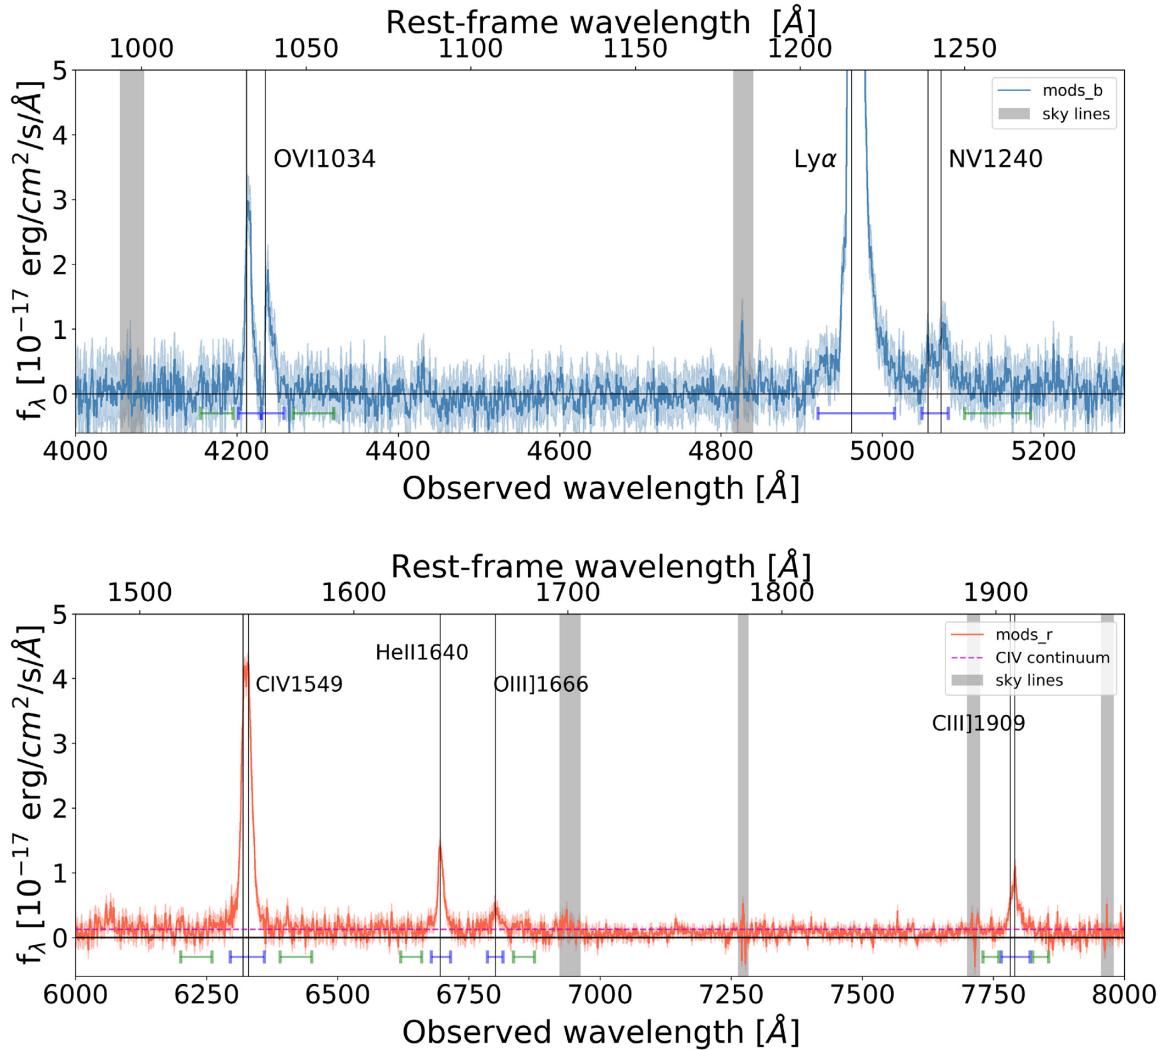 Rest-frame wavelength [Å]
1000 1050 1100 1150 1200 1250
5
4
3
2
1
0
f_λ [10^{-17} erg/cm^2/s/Å]
mods_b
sky lines
OVI1034
Lyα
NV1240
4000 4200 4400 4600 4800 5000 5200
Observed wavelength [Å]
Rest-frame wavelength [Å]
1500 1600 1700 1800 1900
5
4
3
2
1
0
f_λ [10^{-17} erg/cm^2/s/Å]
mods_r
CIV continuum
sky lines
HeII1640
CIV1549
OIII]1666
CIII]1909
6000 6250 6500 6750 7000 7250 7500 7750 8000
Observed wavelength [Å]